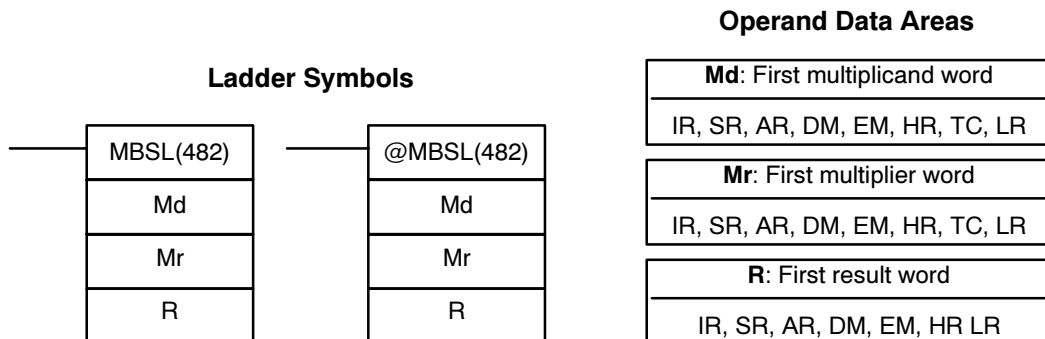 Ladder Symbols
MBSL(482)
Md
Mr
R
@MBSL(482)
Md
Mr
R
Operand Data Areas
Md: First multiplicand word
IR, SR, AR, DM, EM, HR, TC, LR
Mr: First multiplier word
IR, SR, AR, DM, EM, HR, TC, LR
R: First result word
IR, SR, AR, DM, EM, HR LR